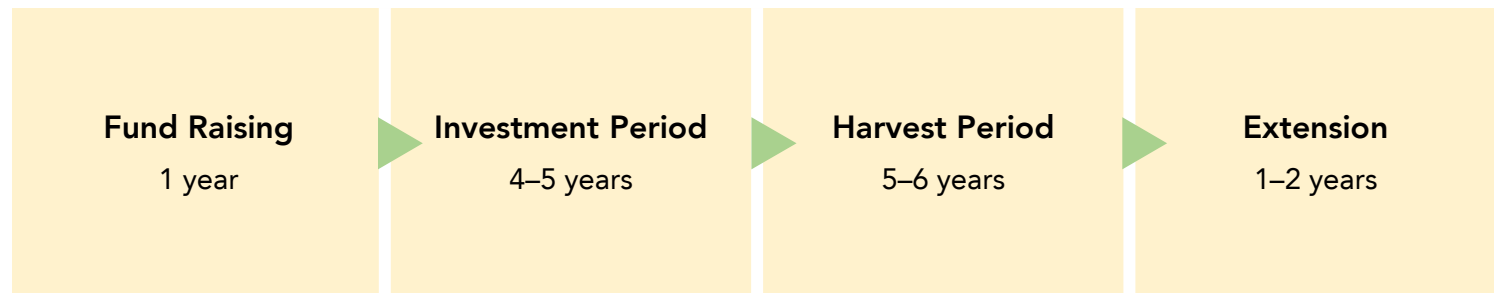 Fund Raising
1 year
Investment Period
4–5 years
Harvest Period
5–6 years
Extension
1–2 years